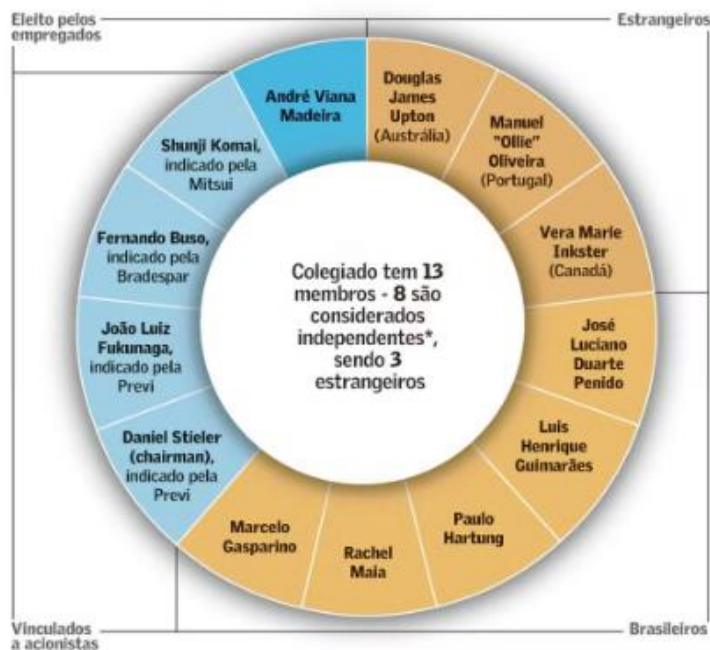 Eleito pelos
empregados
Estrangeiros
André Viana
Madeira
Douglas
James
Upton
(Austrália)
Manuel
"Ollie"
Oliveira
(Portugal)
Vera Marie
Inkster
(Canadá)
José
Luciano
Duarte
Penido
Luis
Henrique
Guimarães
Paulo
Hartung
Rachel
Maia
Marcelo
Gasparino
Daniel Stieler
(chairman),
indicado pela
Previ
João Luiz
Fukunaga,
indicado pela
Previ
Fernando Buso,
indicado pela
Bradespar
Shunji Komai,
indicado pela
Mitsui
Colegiado tem 13
membros - 8 são
considerados
independentes*,
sendo 3
estrangeiros
Vinculados
a acionistas
Brasileiros